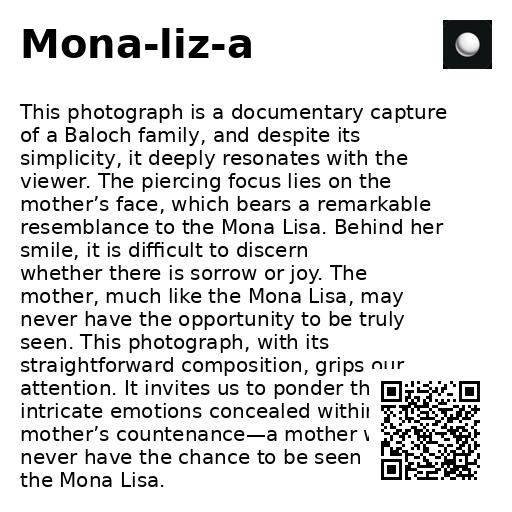 Mona-liz-a
This photograph is a documentary capture
of a Baloch family, and despite its
simplicity, it deeply resonates with the
viewer. The piercing focus lies on the
mother’s face, which bears a remarkable
resemblance to the Mona Lisa. Behind her
smile, it is difficult to discern
whether there is sorrow or joy. The
mother, much like the Mona Lisa, may
never have the opportunity to be truly
seen. This photograph, with its
straightforward composition, grips our
attention. It invites us to ponder
intricate emotions concealed within
mother’s countenance—a mother
never have the chance to be seen
the Mona Lisa.